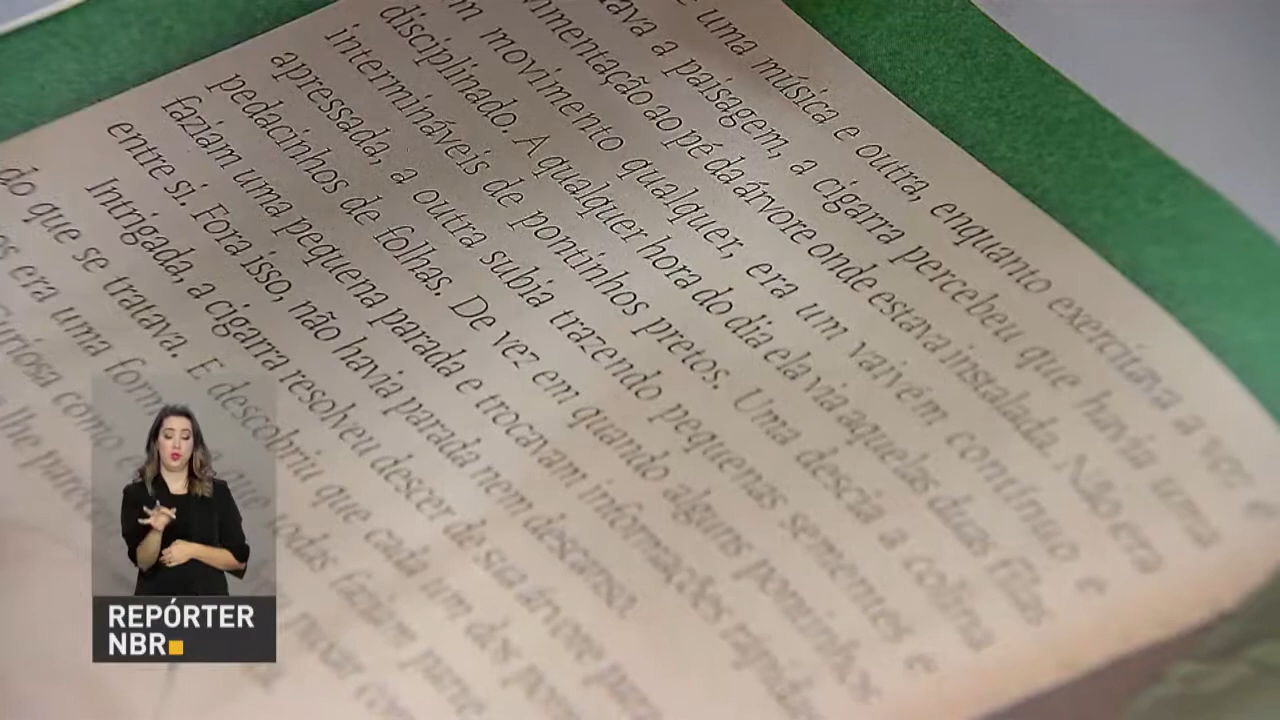 e uma música e outra, enquanto exercitava a voz e
tava a paisagem, a cigarra percebeu que havia uma
vimentação ao pé da árvore onde estava instalada. Não era
m movimento qualquer, era um vaivém contínuo e
disciplinado. A qualquer hora do dia ela via aquelas duas filas
intermináveis de pontinhos pretos. Uma descia a colina
apressada, a outra subia trazendo pequenas sementes e
pedacinhos de folhas. De vez em quando alguns pontinhos
faziam uma pequena parada e trocavam informações rápidas
entre si. Fora isso, não havia parada nem descanso.
Intrigada, a cigarra resolveu descer de sua árvore para
do que se tratava. E descobriu que cada um dos
era uma todas faziam parte
curiosa como
lhe
REPÓRTER
NBR